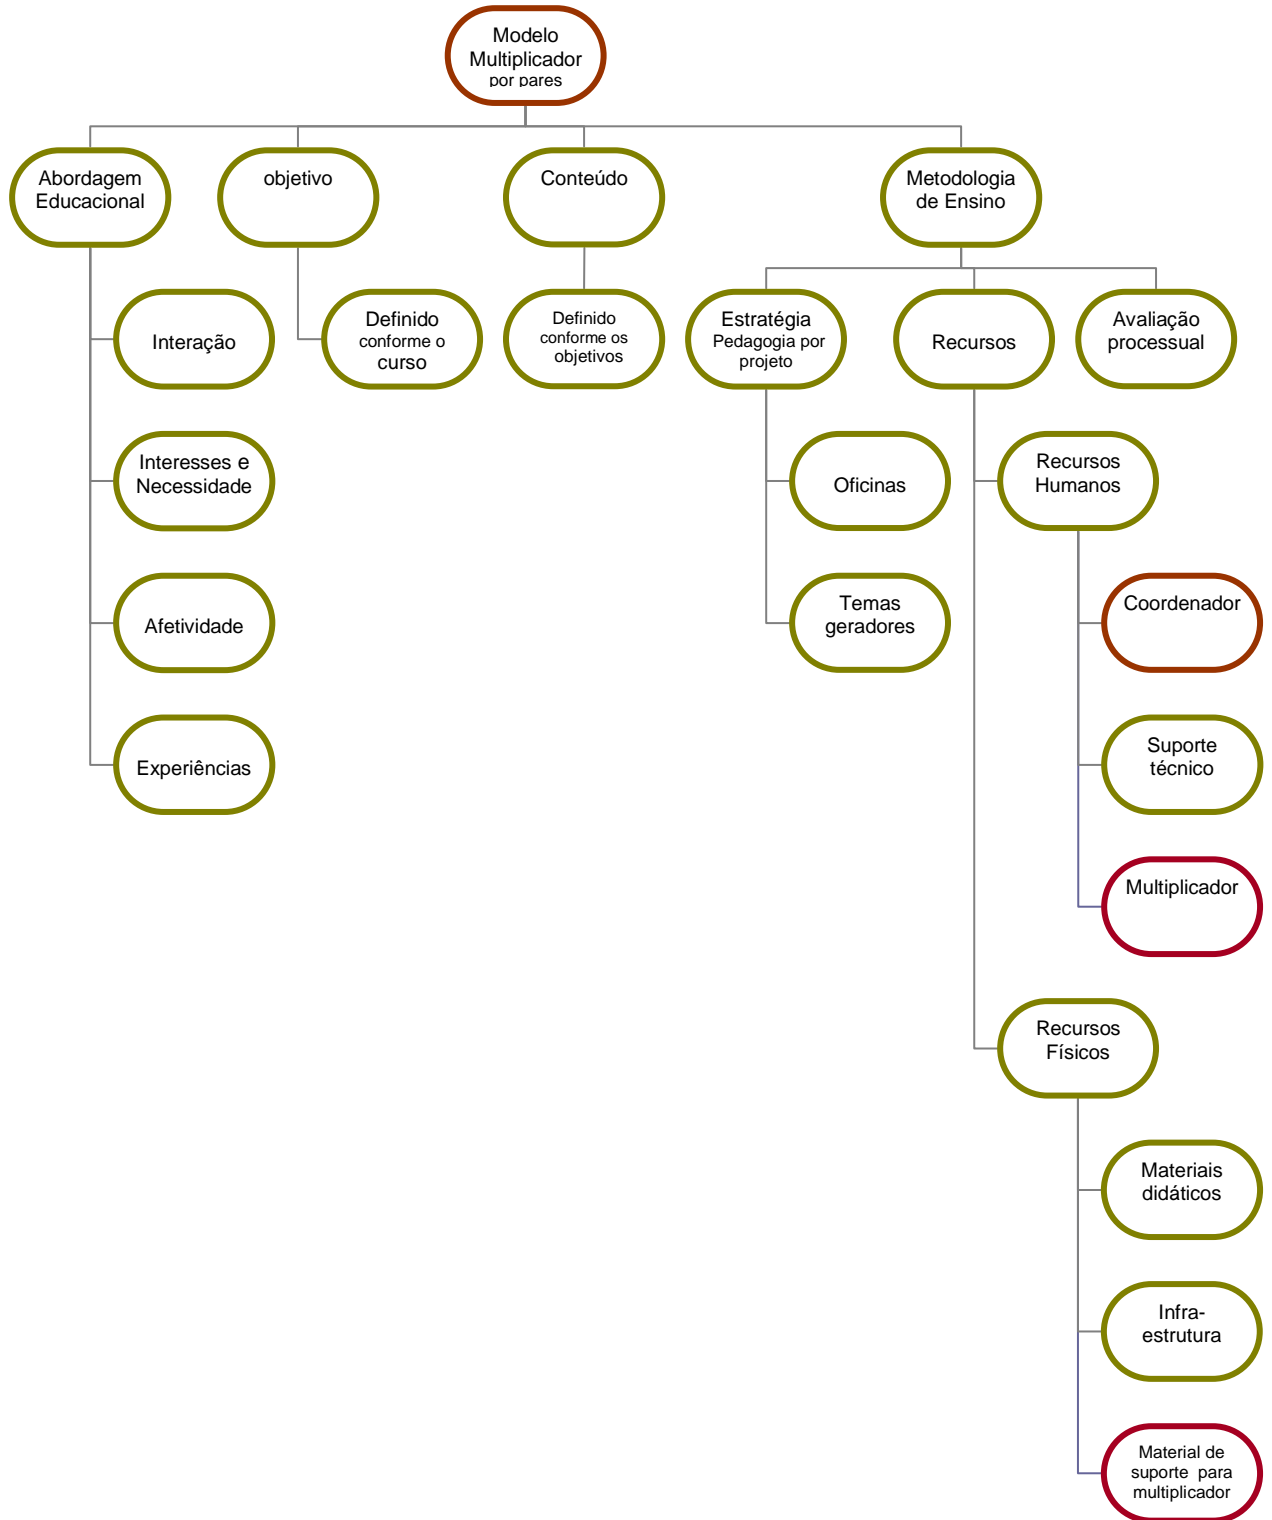 Modelo
Multiplicador
por pares
Abordagem
Educacional
objetivo
Conteúdo
Metodologia
de Ensino
Interação
Definido
conforme o
curso
Definido
conforme os
objetivos
Estratégia
Pedagogia por
projeto
Recursos
Avaliação
processual
Interesses e
Necessidade
Oficinas
Recursos
Humanos
Afetividade
Temas
geradores
Coordenador
Experiências
Suporte
técnico
Multiplicador
Recursos
Físicos
Materiais
didáticos
Infra-
estrutura
Material de
suporte para
multiplicador